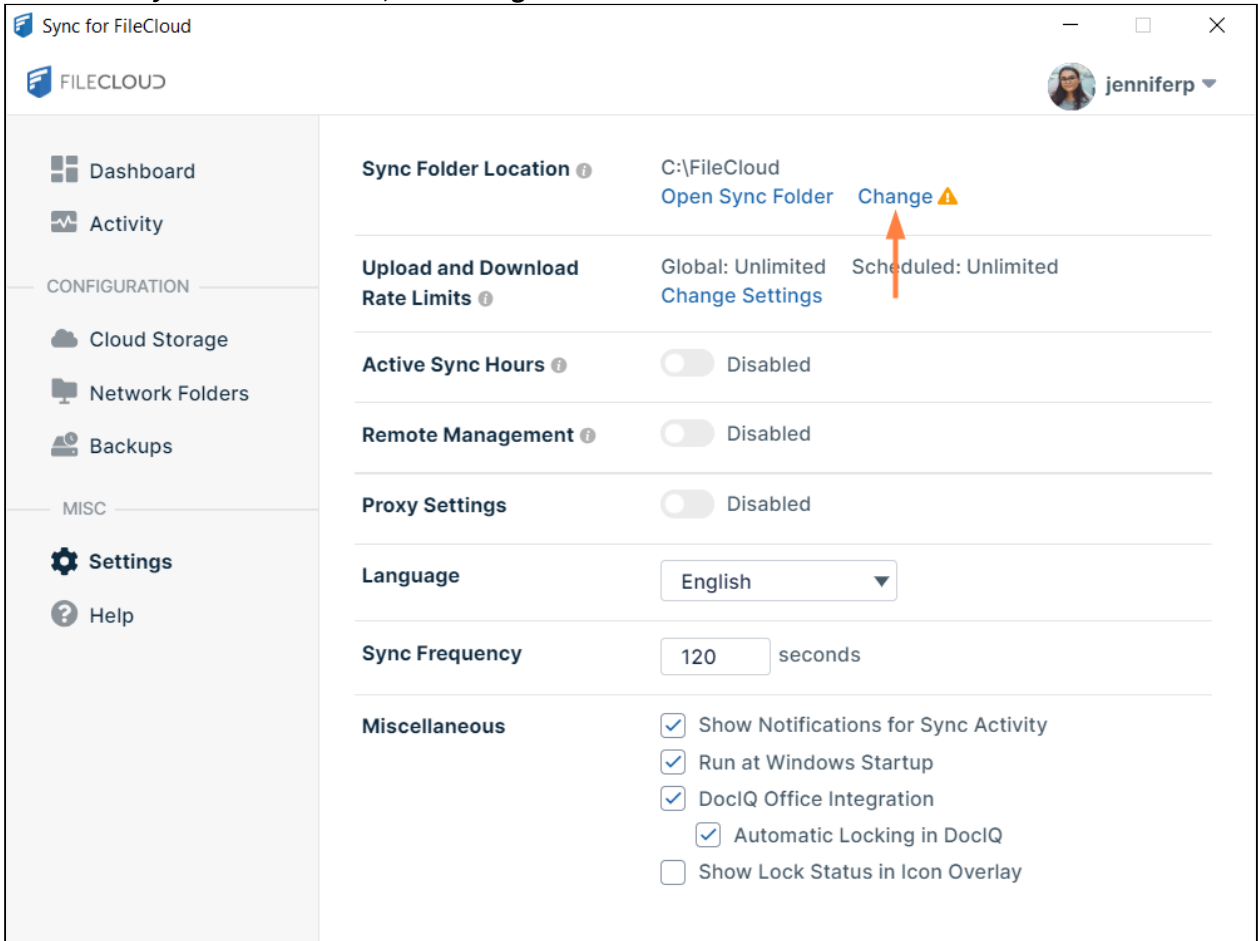 Sync for FileCloud
FILECLOUD
jenniferp
Dashboard
Activity
CONFIGURATION
Cloud Storage
Network Folders
Backups
MISC
Settings
Help
Sync Folder Location
C:\FileCloud
Open Sync Folder Change
Upload and Download
Rate Limits
Global: Unlimited Scheduled: Unlimited
Change Settings
Active Sync Hours
Disabled
Remote Management
Disabled
Proxy Settings
Disabled
Language
English
Sync Frequency
120 seconds
Miscellaneous
Show Notifications for Sync Activity
Run at Windows Startup
DocIQ Office Integration
Automatic Locking in DocIQ
Show Lock Status in Icon Overlay